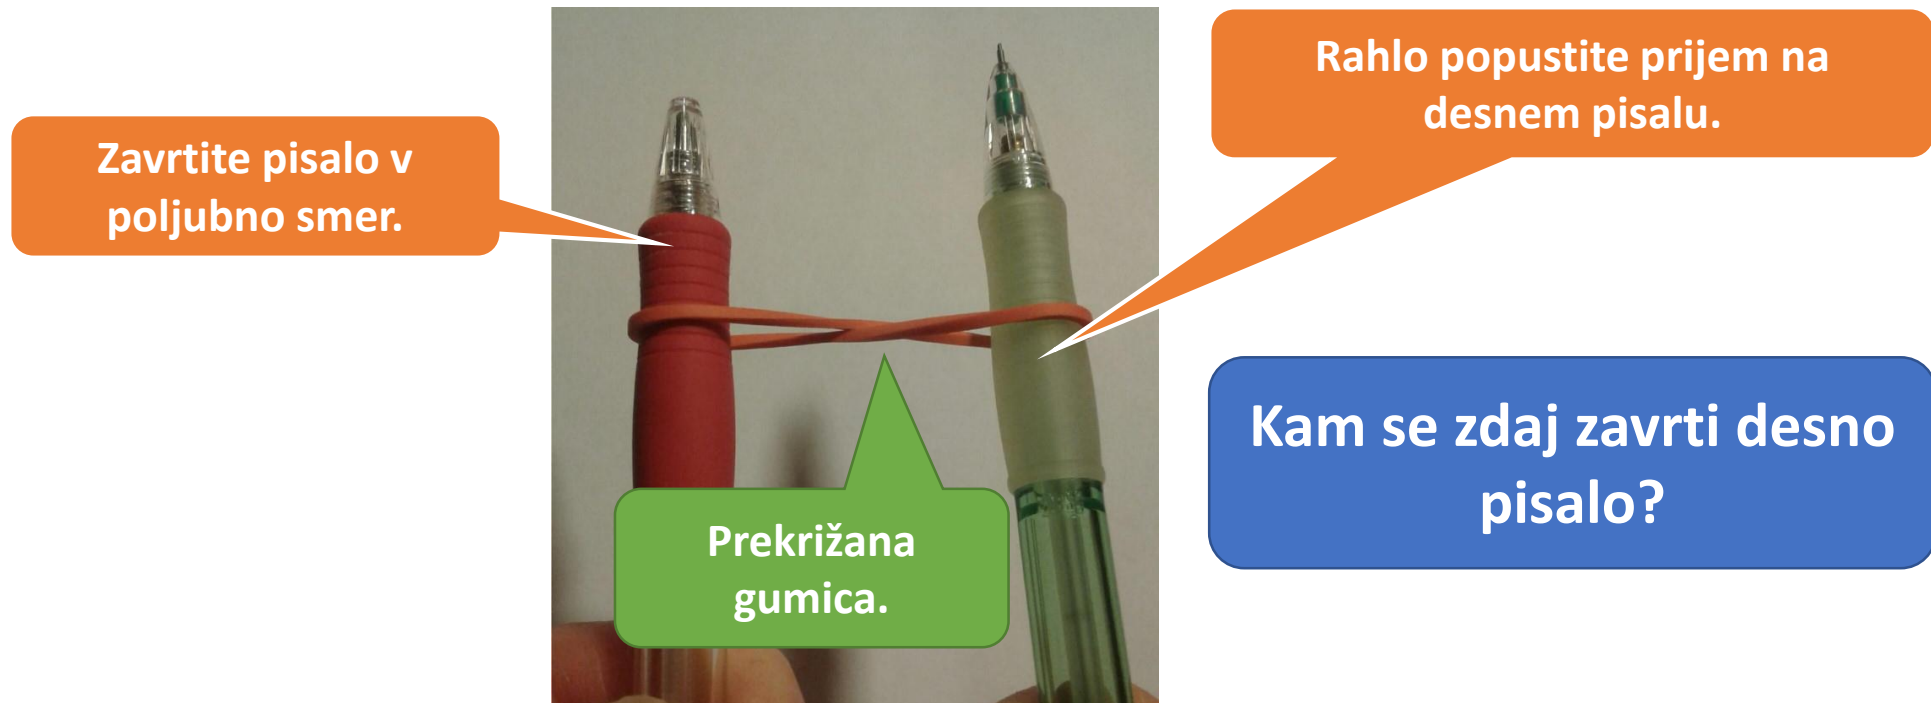 Zavrtite pisalo v
poljubno smer.
Rahlo popustite prijem na
desnem pisalu.
Prekrižana
gumica.
Kam se zdaj zavrti desno
pisalo?